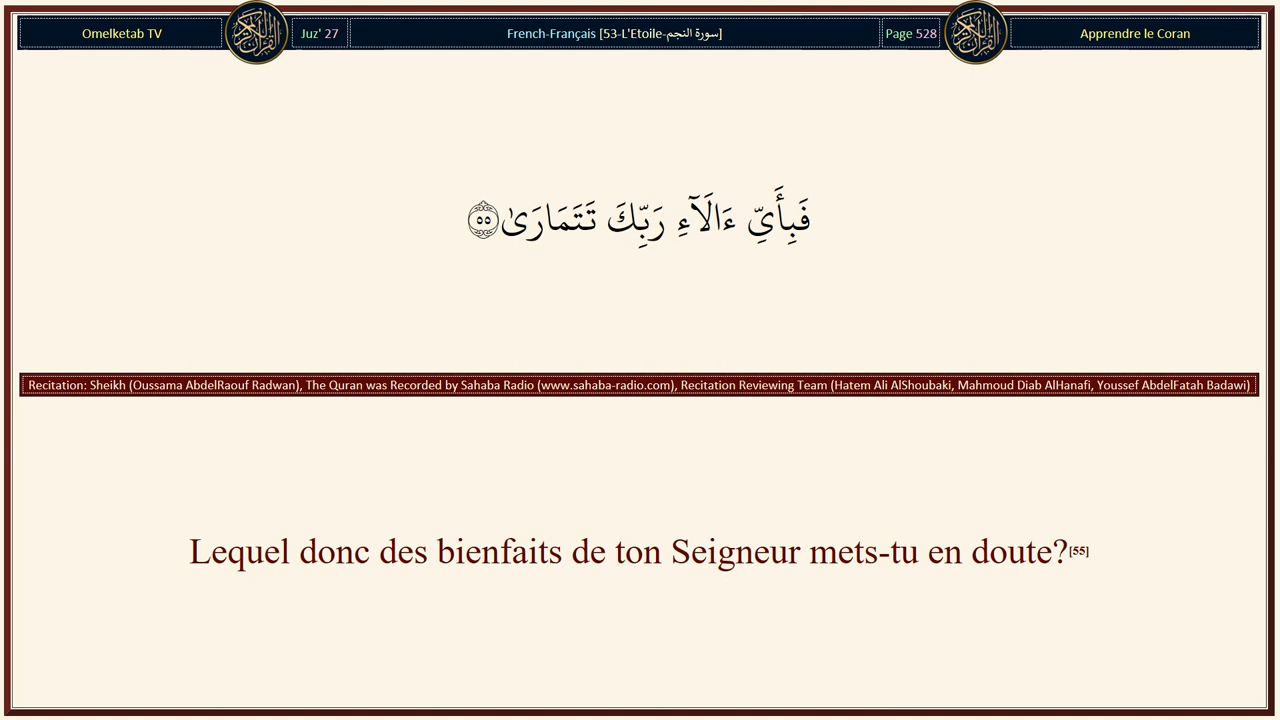 Omelketab TV
Juz' 27
French-Français [53-L'Etoile-سورة النجم]
Page 528
Apprendre le Coran
فَبِأَيِّ ءَالَآءِ رَبِّكَ تَتَمَارَىٰ ٥٥
Recitation: Sheikh (Oussama AbdelRaouf Radwan), The Quran was Recorded by Sahaba Radio (www.sahaba-radio.com), Recitation Reviewing Team (Hatem Ali AlShoubaki, Mahmoud Diab AlHanafi, Youssef AbdelFatah Badawi)
Lequel donc des bienfaits de ton Seigneur mets-tu en doute?[55]